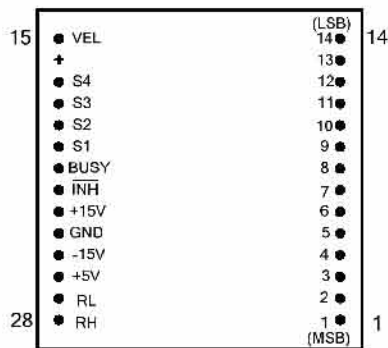 (LSB)
15 VEL 14 14
+ 13
S4 12
S3 11
S2 10
S1 9
BUSY 8
INH 7
+15V 6
GND 5
-15V 4
+5V 3
RL 2
28 RH 1 1
(MSB)